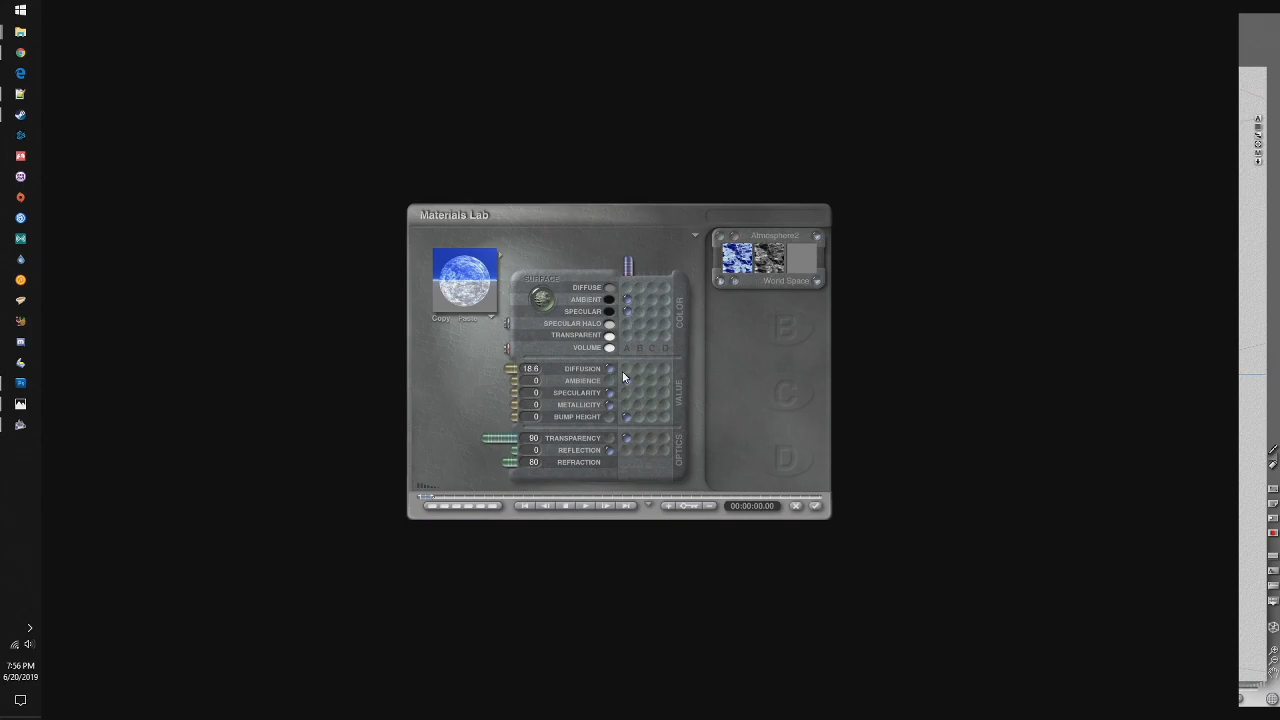 Materials Lab
Atmosphere2
World Space
Copy Paste
SURFACE
DIFFUSE
AMBIENT
SPECULAR
SPECULAR HALO
TRANSPARENT
VOLUME
A B C D
COLOR
18.6 DIFFUSION
0 AMBIENCE
0 SPECULARITY
0 METALLICITY
0 BUMP HEIGHT
VALUE
90 TRANSPARENCY
0 REFLECTION
80 REFRACTION
OPTICS
B
C
D
00:00:00.00
A
M
7:56 PM
6/20/2019